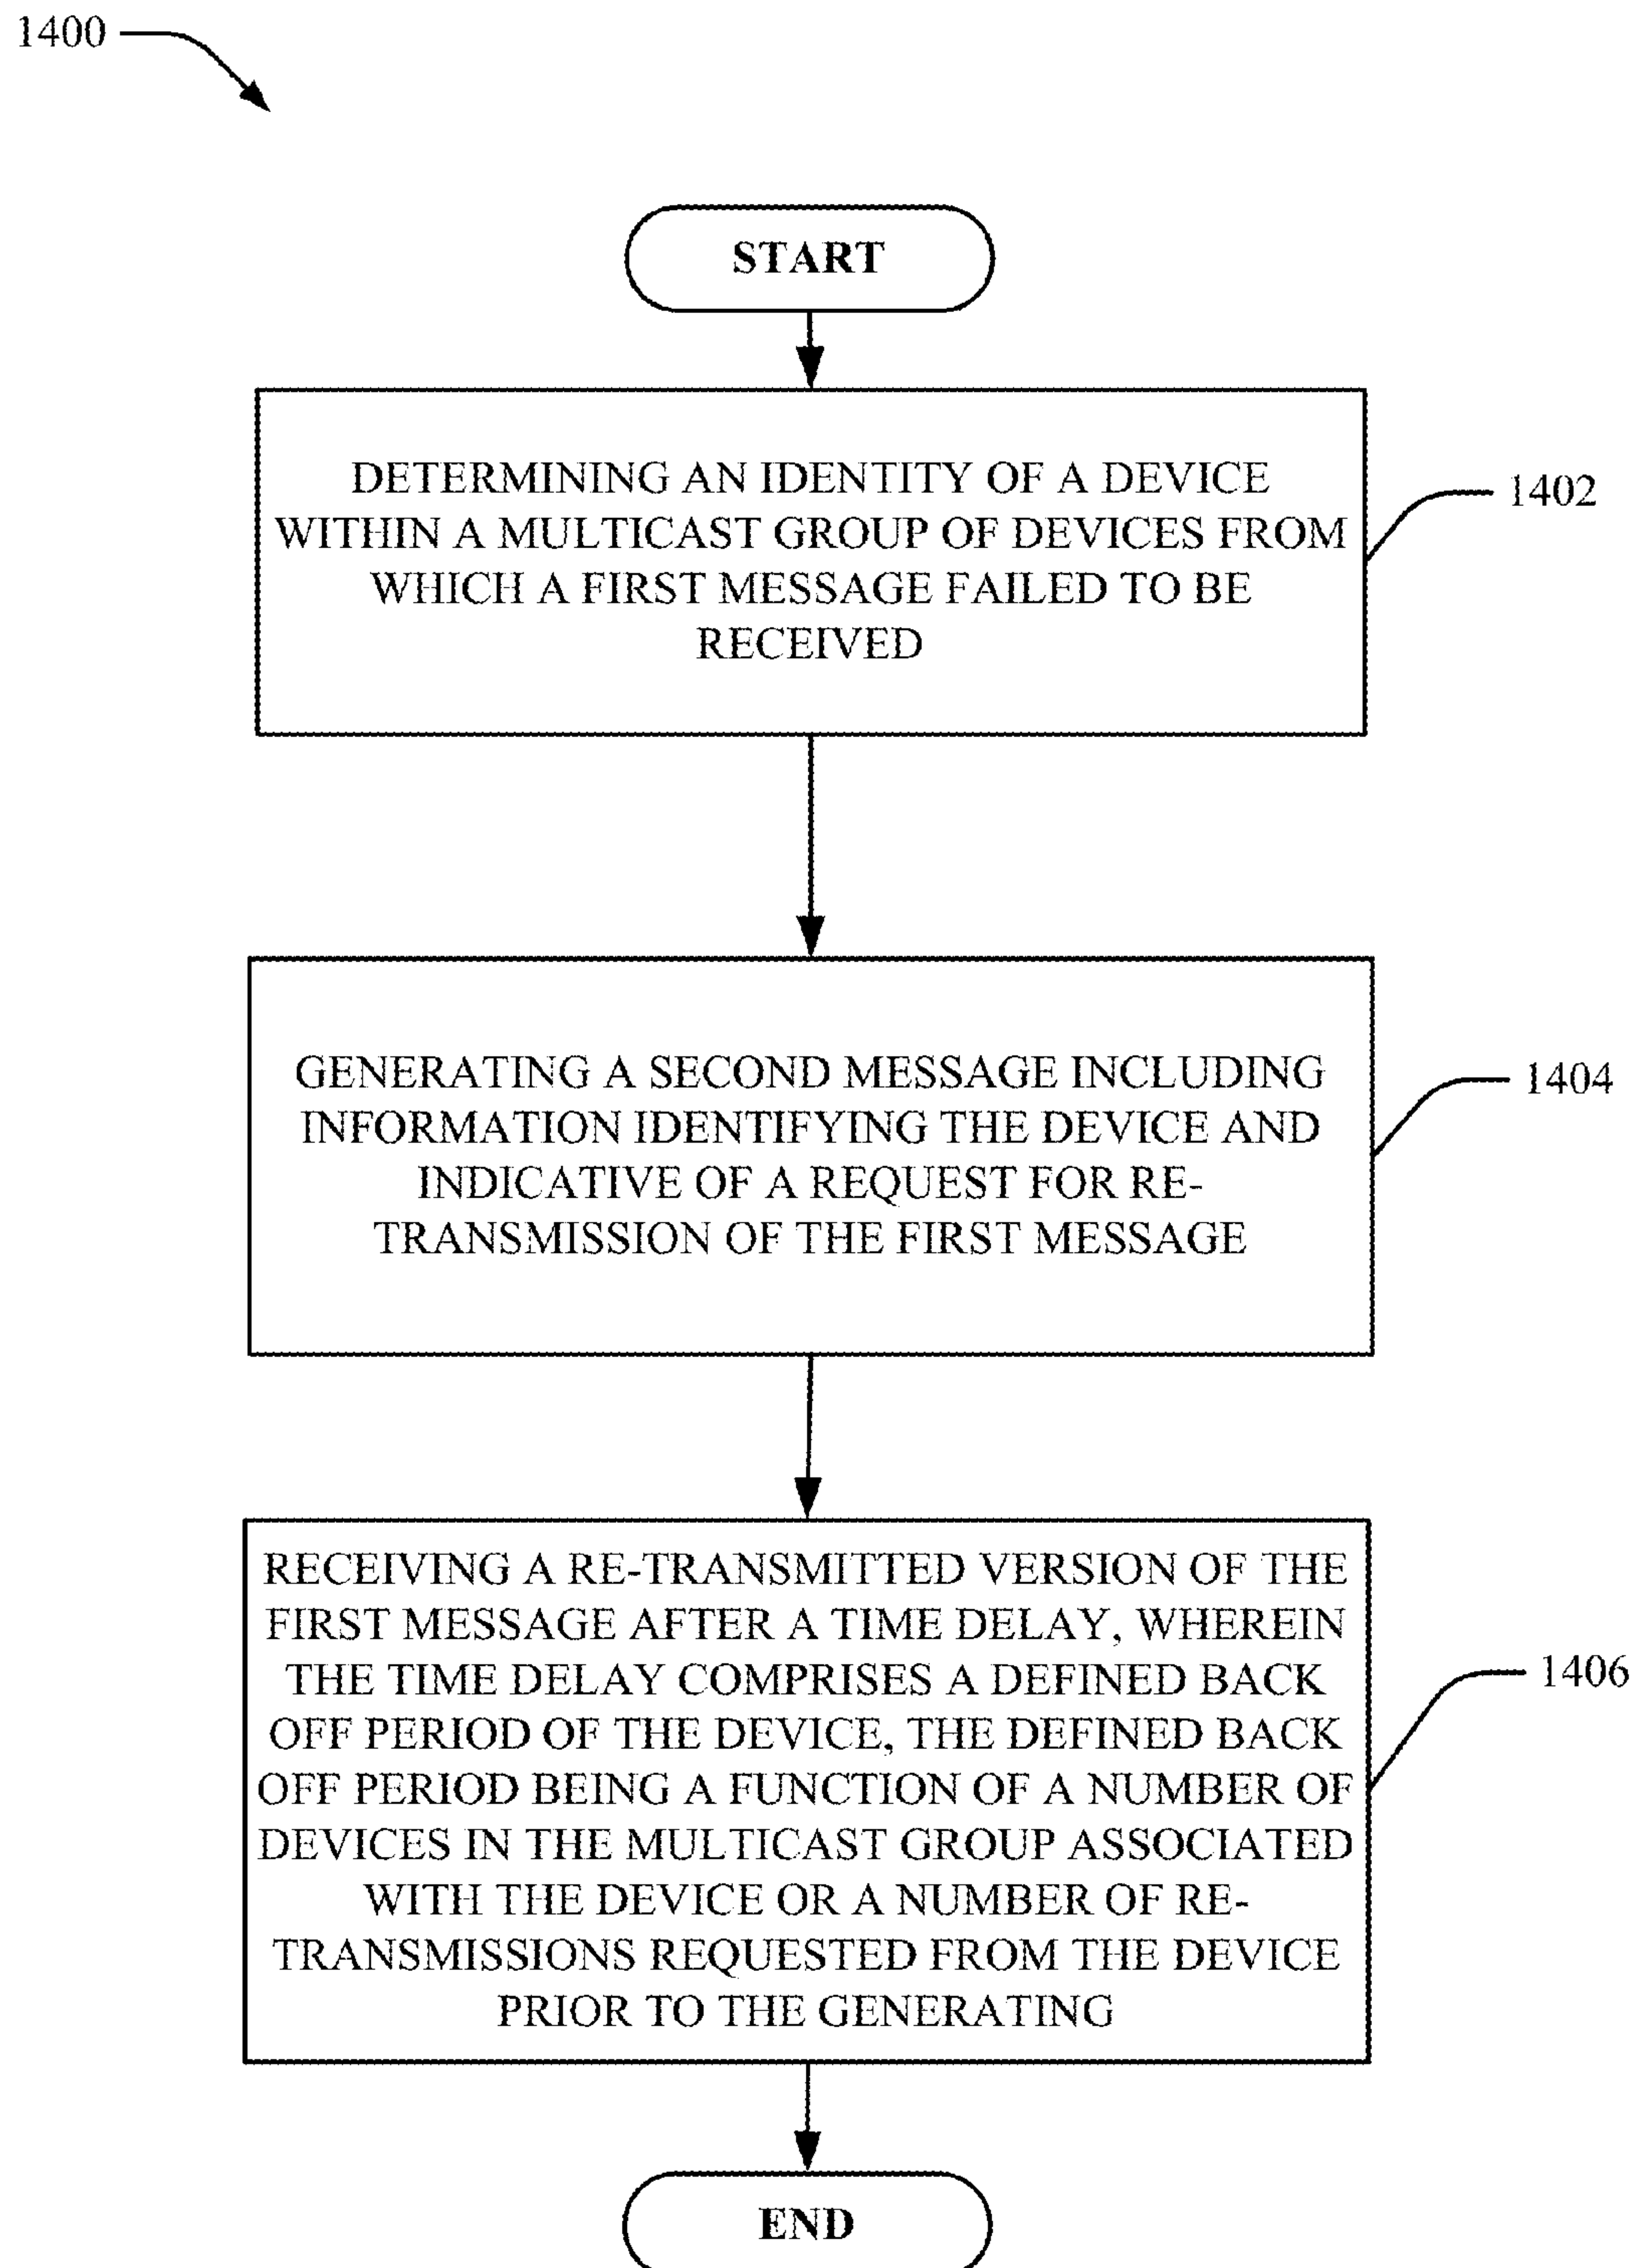 1400
START
DETERMINING AN IDENTITY OF A DEVICE
WITHIN A MULTICAST GROUP OF DEVICES FROM
WHICH A FIRST MESSAGE FAILED TO BE
RECEIVED
1402
GENERATING A SECOND MESSAGE INCLUDING
INFORMATION IDENTIFYING THE DEVICE AND
INDICATIVE OF A REQUEST FOR RE-
TRANSMISSION OF THE FIRST MESSAGE
1404
RECEIVING A RE-TRANSMITTED VERSION OF THE
FIRST MESSAGE AFTER A TIME DELAY, WHEREIN
THE TIME DELAY COMPRISES A DEFINED BACK
OFF PERIOD OF THE DEVICE, THE DEFINED BACK
OFF PERIOD BEING A FUNCTION OF A NUMBER OF
DEVICES IN THE MULTICAST GROUP ASSOCIATED
WITH THE DEVICE OR A NUMBER OF RE-
TRANSMISSIONS REQUESTED FROM THE DEVICE
PRIOR TO THE GENERATING
1406
END